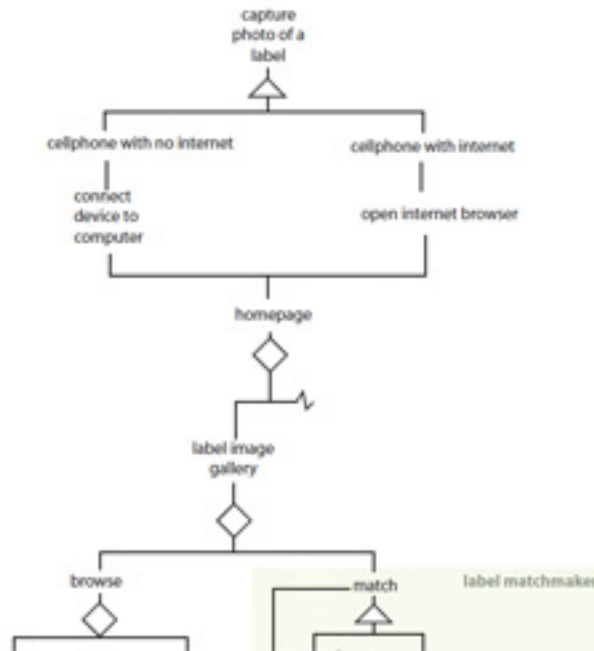 capture
photo of a
label
cellphone with no internet
cellphone with internet
connect
device to
computer
open internet browser
homepage
label image
gallery
browse
match
label matchmaker